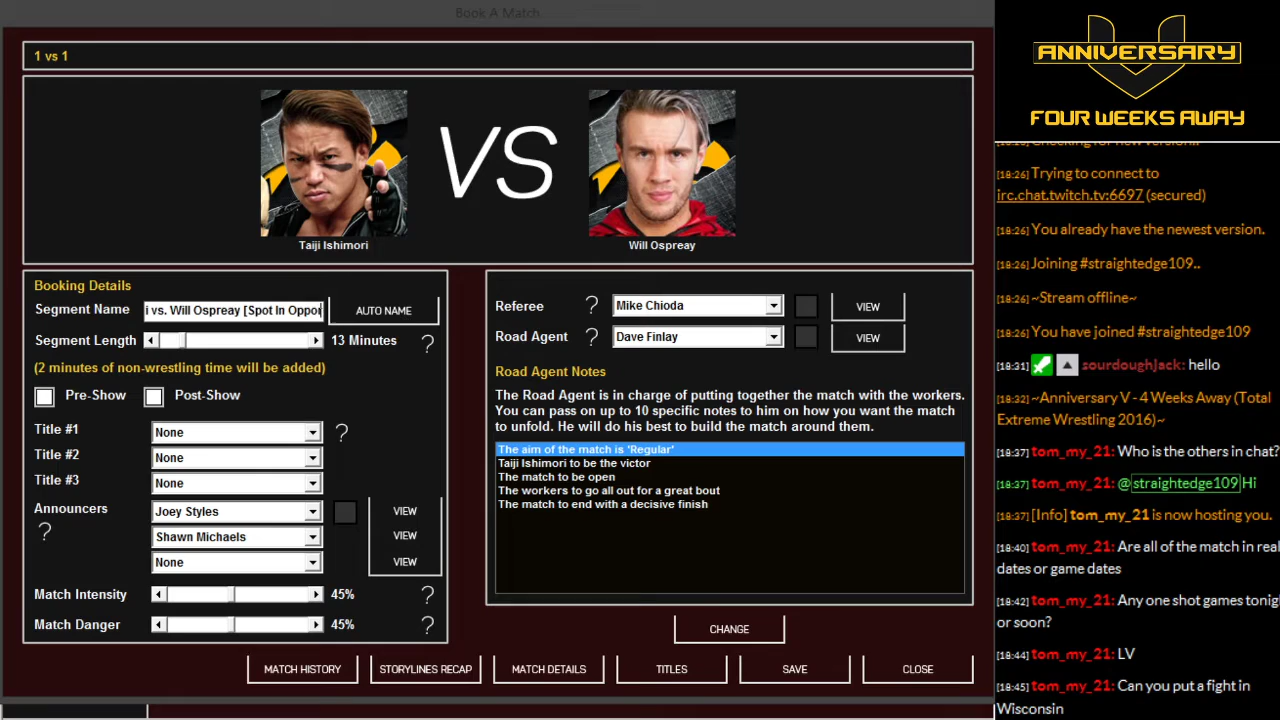 Book A Match
1 vs 1
VS
Taiji Ishimori
Will Ospreay
Booking Details
Segment Name
i vs. Will Ospreay [Spot In Oppor
AUTO NAME
Segment Length
13 Minutes
?
(2 minutes of non-wrestling time will be added)
Pre-Show
Post-Show
Title #1
None
?
Title #2
None
Title #3
None
Announcers
Joey Styles
VIEW
?
Shawn Michaels
VIEW
None
VIEW
Match Intensity
45%
?
Match Danger
45%
?
Referee
?
Mike Chioda
VIEW
Road Agent
?
Dave Finlay
VIEW
Road Agent Notes
The Road Agent is in charge of putting together the match with the workers.
You can pass on up to 10 specific notes to him on how you want the match
to unfold. He will do his best to build the match around them.
The aim of the match is 'Regular'
Taiji Ishimori to be the victor
The match to be open
The workers to go all out for a great bout
The match to end with a decisive finish
CHANGE
MATCH HISTORY
STORYLINES RECAP
MATCH DETAILS
TITLES
SAVE
CLOSE
ANNIVERSARY
V
FOUR WEEKS AWAY
[18:26] Trying to connect to
irc.chat.twitch.tv:6697 (secured)
[18:26] You already have the newest version.
[18:26] Joining #straightedge109..
[18:26] ~Stream offline~
[18:26] You have joined #straightedge109
[18:31] sourdoughjack: hello
[18:32] ~Anniversary V - 4 Weeks Away (Total
Extreme Wrestling 2016)~
[18:37] tom_my_21: Who is the others in chat?
[18:37] tom_my_21: @straightedge109 Hi
[18:37] [Info] tom_my_21 is now hosting you.
[18:40] tom_my_21: Are all of the match in real
dates or game dates
[18:42] tom_my_21: Any one shot games tonig
or soon?
[18:44] tom_my_21: LV
[18:45] tom_my_21: Can you put a fight in
Wisconsin